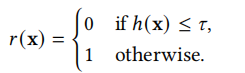 r(x) = { 0 if h(x) ≤ τ,
1 otherwise.